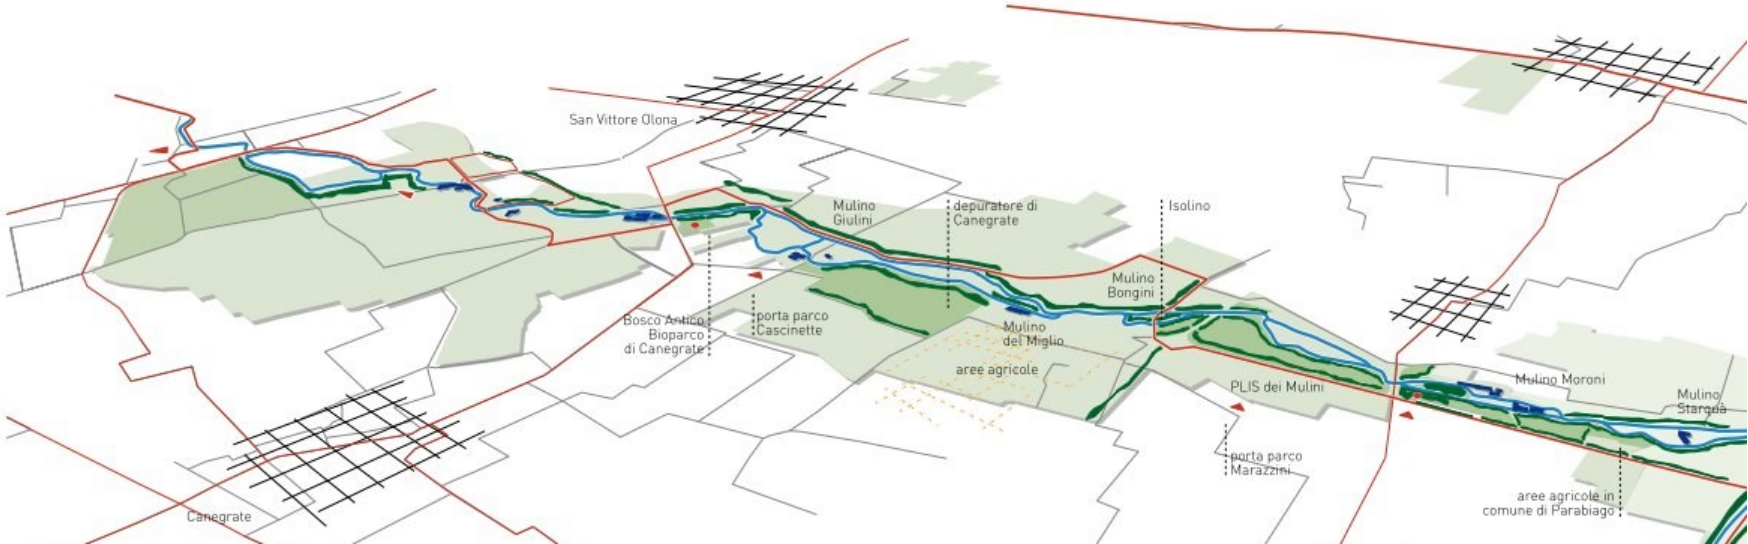 San Vittore Olona
Mulino
Giulini
depuratore di
Canegrate
Isolino
Mulino
Bongini
Bosco Antico
Bioparco
di Canegrate
porta parco
Cascinette
Mulino
del Miglio
aree agricole
PLIS dei Mulini
Mulino Moroni
Mulino
Starquà
porta parco
Marazzini
aree agricole in
comune di Parabiago
Canegrate